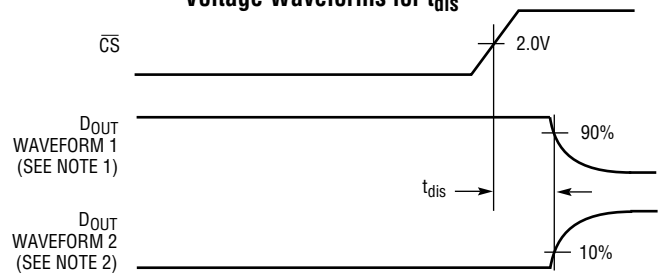 Voltage Waveforms for tdis
CS
2.0V
DOUT
WAVEFORM 1
(SEE NOTE 1)
90%
tdis
DOUT
WAVEFORM 2
(SEE NOTE 2)
10%